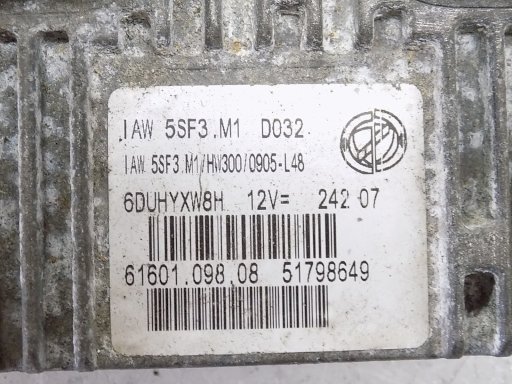 IAW 5SF3.M1 D032
IAW 5SF3.M1/HW300/0905-L48
6DUHYXW8H 12V= 242 07
61601.098.08 51798649